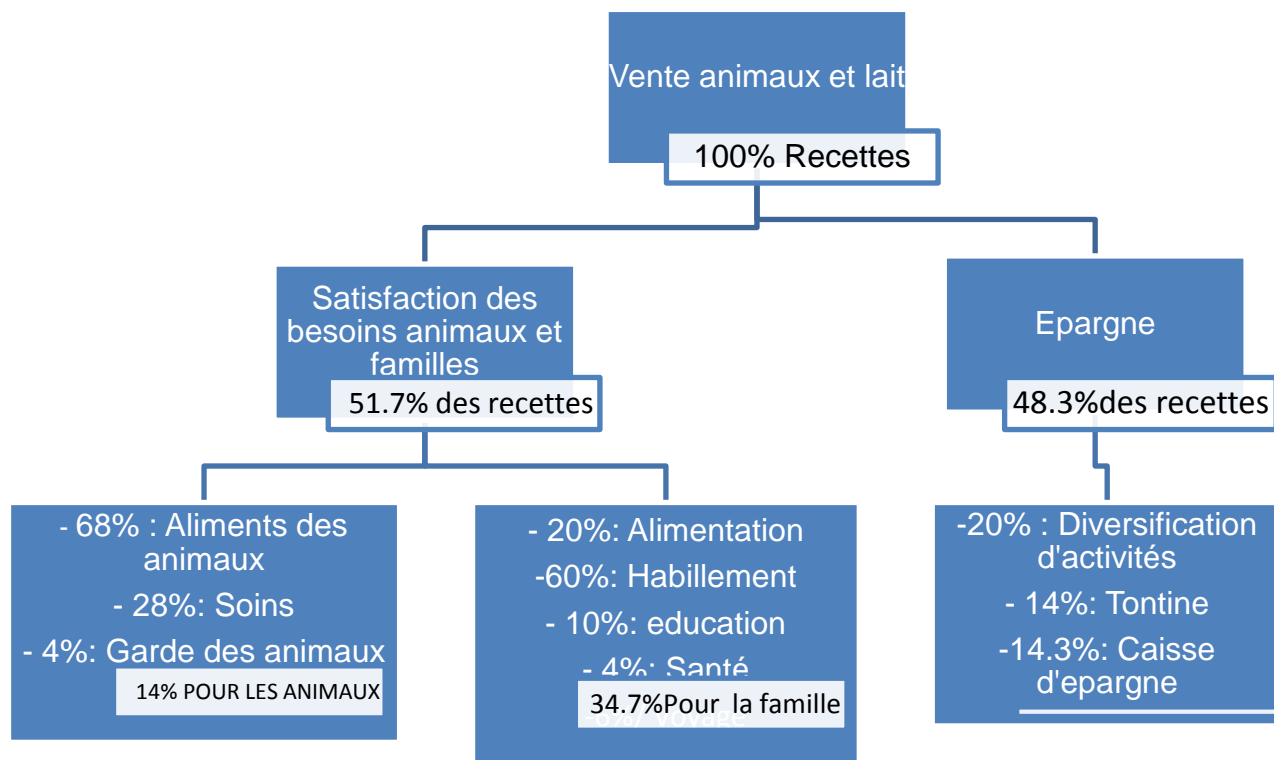 Vente animaux et lait
100% Recettes
Satisfaction des
besoins animaux et
familles
51.7% des recettes
Epargne
48.3%des recettes
- 68% : Aliments des
animaux
- 28%: Soins
- 4%: Garde des animaux
14% POUR LES ANIMAUX
- 20%: Alimentation
-60%: Habillement
- 10%: education
- 4%: Santé
34.7%Pour la famille
-6%/ Voyage
-20% : Diversification
d'activités
- 14%: Tontine
-14.3%: Caisse
d'epargne